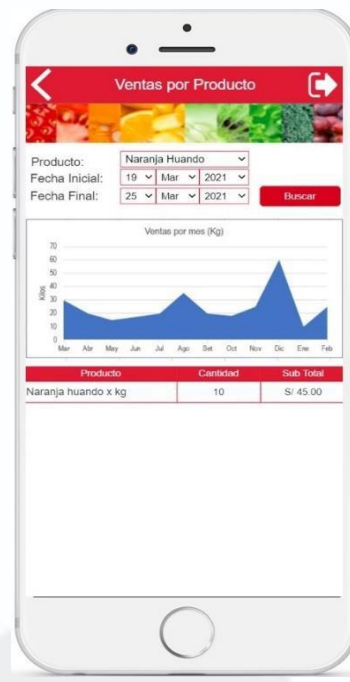 Ventas por Producto
Producto: Naranja Huando
Fecha Inicial: 19 Mar 2021
Fecha Final: 25 Mar 2021 Buscar
Ventas por mes (Kg)
Kilos
70
60
50
40
30
20
10
0
Mar Abr May Jun Jul Ago Set Oct Nov Dic Ene Feb
Producto Cantidad Sub Total
Naranja huando x kg 10 S/ 45.00